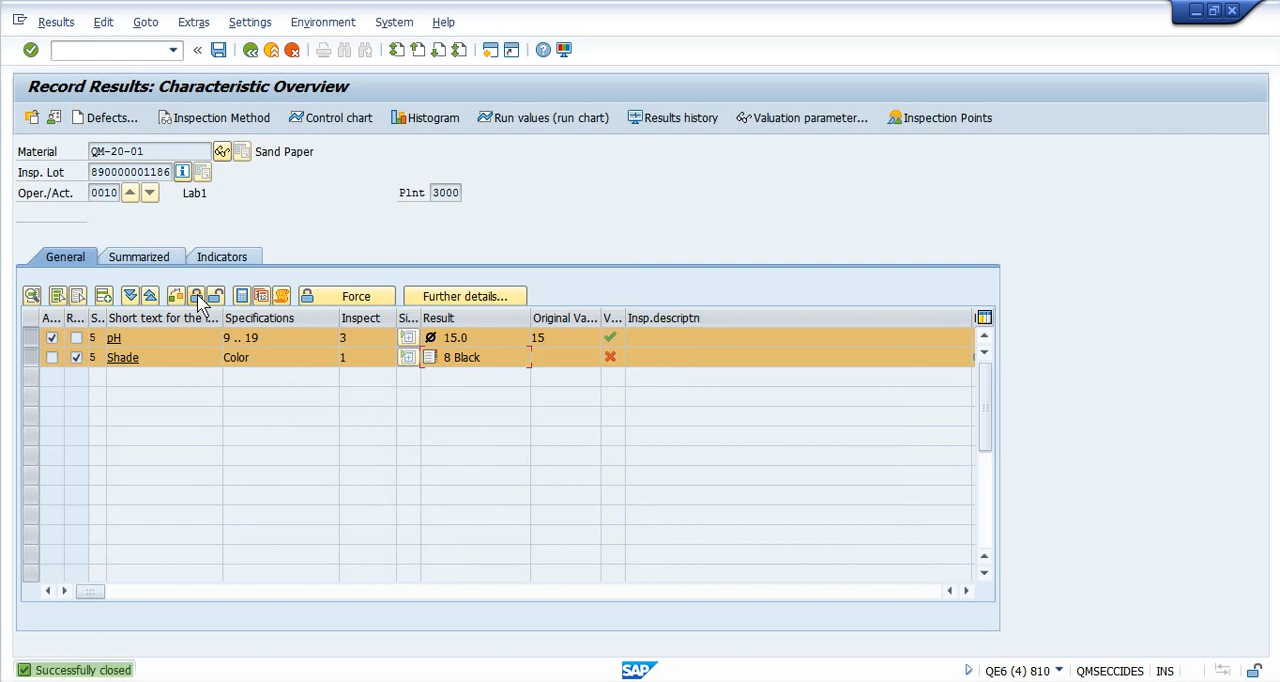 Results Edit Goto Extras Settings Environment System Help
Record Results: Characteristic Overview
Defects... Inspection Method Control chart Histogram Run values (run chart) Results history Valuation parameter... Inspection Points
Material QM-20-01 Sand Paper
Insp. Lot 890000001186
Oper./Act. 0010 Lab1 Plnt 3000
General Summarized Indicators
Force Further details...
A... R... S.. Short text for the I... Specifications Inspect Si... Result Original Va... V... Insp.descriptn
5 pH 9 .. 19 3 Ø 15.0 15
5 Shade Color 1 8 Black
Successfully closed SAP QE6 (4) 810 QMSECCIDES INS